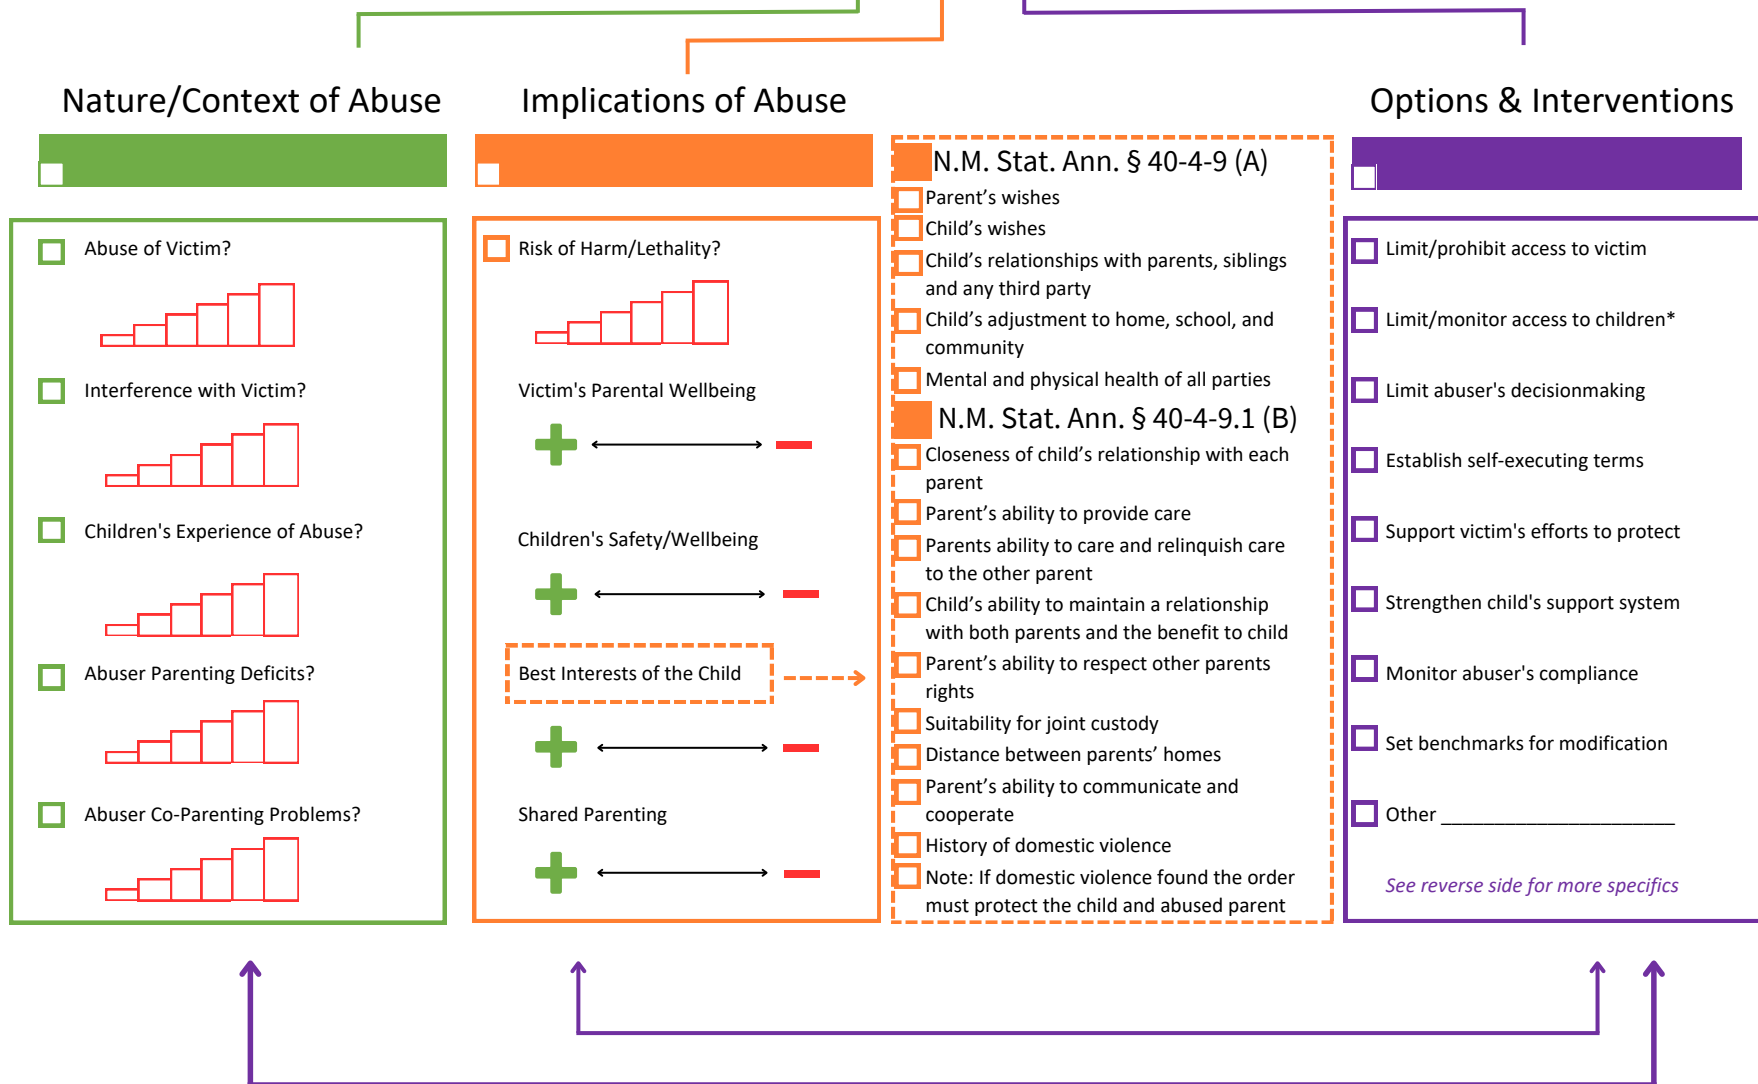 Nature/Context of Abuse
Abuse of Victim?
Interference with Victim?
Children's Experience of Abuse?
Abuser Parenting Deficits?
Abuser Co-Parenting Problems?
Implications of Abuse
Risk of Harm/Lethality?
Victim's Parental Wellbeing
Children's Safety/Wellbeing
Best Interests of the Child
Shared Parenting
N.M. Stat. Ann. § 40-4-9 (A)
Parent’s wishes
Child’s wishes
Child’s relationships with parents, siblings
and any third party
Child’s adjustment to home, school, and
community
Mental and physical health of all parties
N.M. Stat. Ann. § 40-4-9.1 (B)
Closeness of child’s relationship with each
parent
Parent’s ability to provide care
Parents ability to care and relinquish care
to the other parent
Child’s ability to maintain a relationship
with both parents and the benefit to child
Parent’s ability to respect other parents
rights
Suitability for joint custody
Distance between parents’ homes
Parent’s ability to communicate and
cooperate
History of domestic violence
Note: If domestic violence found the order
must protect the child and abused parent
Options & Interventions
Limit/prohibit access to victim
Limit/monitor access to children*
Limit abuser's decisionmaking
Establish self-executing terms
Support victim's efforts to protect
Strengthen child's support system
Monitor abuser's compliance
Set benchmarks for modification
Other ______________________
See reverse side for more specifics